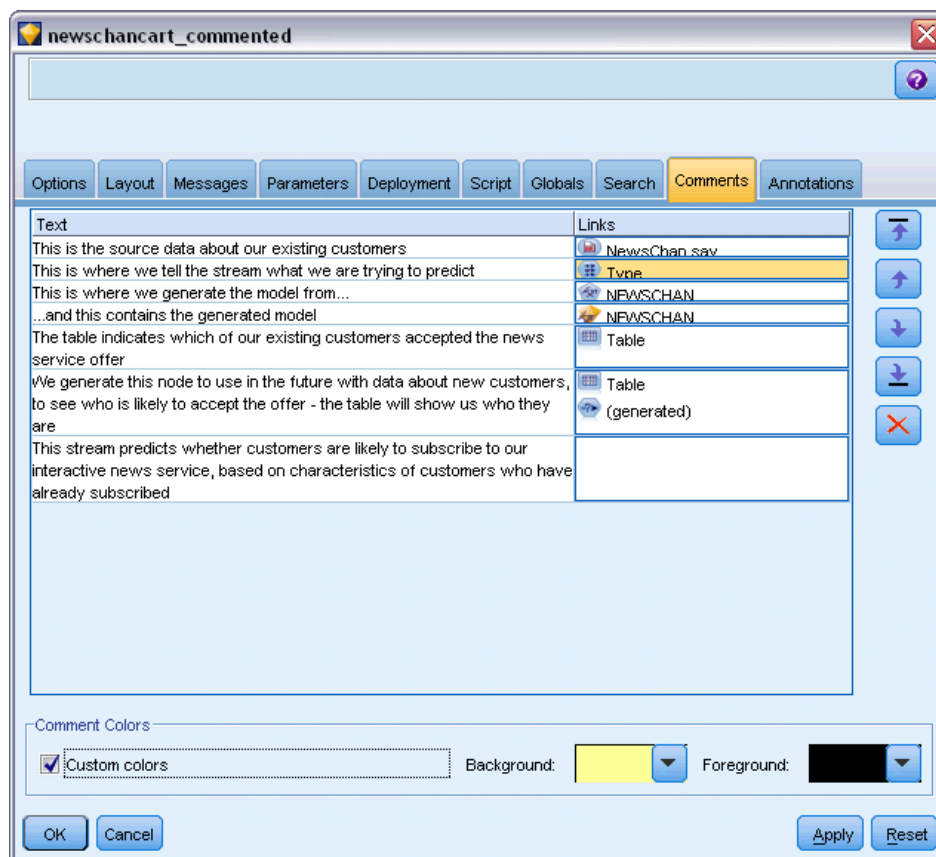 newschancart_commented
Options Layout Messages Parameters Deployment Script Globals Search Comments Annotations
Text Links
This is the source data about our existing customers NewsChan.sav
This is where we tell the stream what we are trying to predict Type
This is where we generate the model from... NEWSCHAN
...and this contains the generated model NEWSCHAN
The table indicates which of our existing customers accepted the news Table
service offer
We generate this node to use in the future with data about new customers, Table
to see who is likely to accept the offer - the table will show us who they (generated)
are
This stream predicts whether customers are likely to subscribe to our
interactive news service, based on characteristics of customers who have
already subscribed
Comment Colors
Custom colors Background: Foreground:
OK Cancel Apply Reset